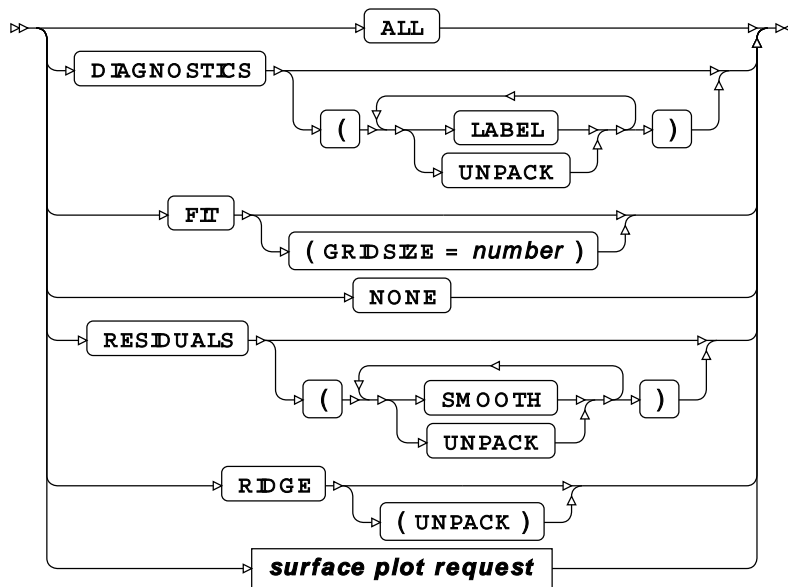 ALL
DIAGNOSTICS
( LABEL )
UNPACK
FIT
( GRIDSIZE = number )
NONE
RESIDUALS
( SMOOTH )
UNPACK
RIDGE
( UNPACK )
surface plot request